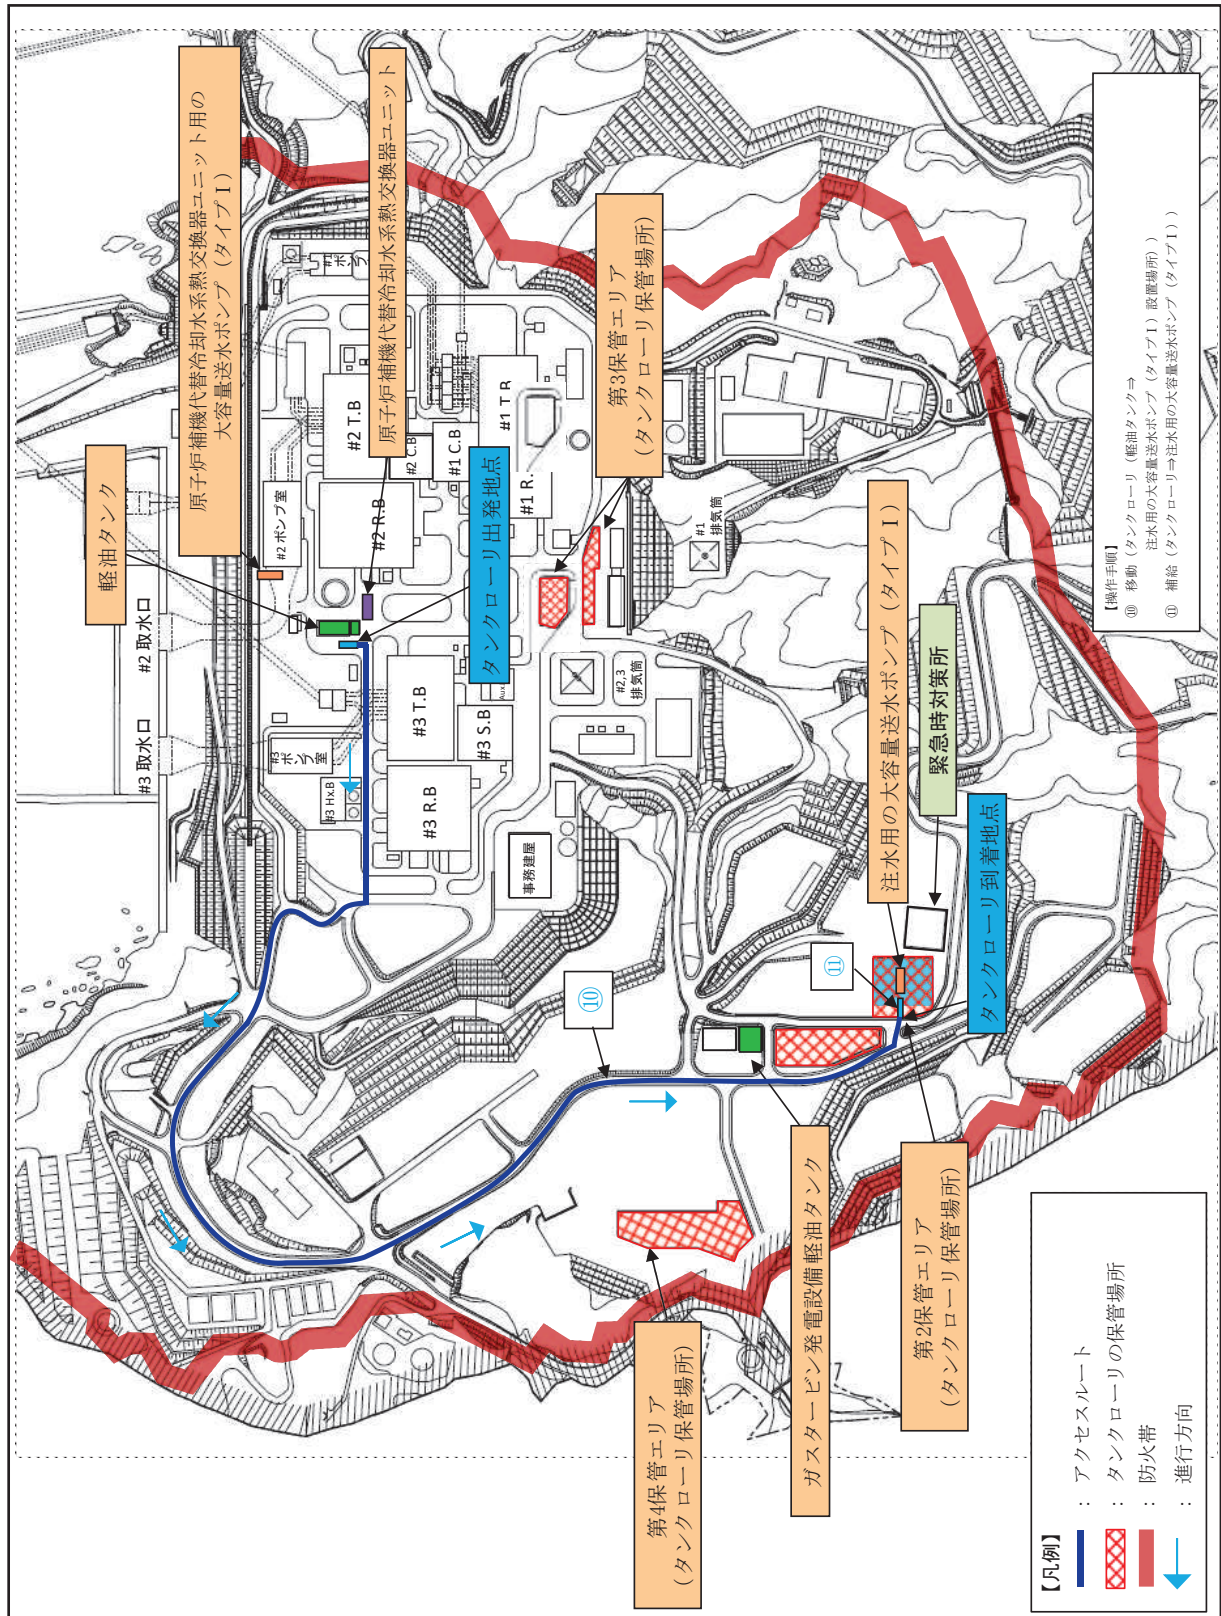 原子炉補機代替冷却水系熱交換器ユニット用の
大容量送水ポンプ（タイプⅠ）
原子炉補機代替冷却水系熱交換器ユニット
軽油タンク
タンクローリ出発地点
第3保管エリア
（タンクローリ保管場所）
#3 取水口
#2 取水口
#2 ポンプ室
#3
ポンプ室
#1
ポンプ
#2 T.B
#2 C.B
#1 C.B
#1 T.B
#2 R.B
#1 R.
#3 Hx.B
#3 T.B
#3 S.B
#3 R.B
Aux
#2,3
排気筒
#1
排気筒
事務建屋
注水用の大容量送水ポンプ（タイプⅠ）
緊急時対策所
タンクローリ到着地点
⑩
⑪
ガスタービン発電設備軽油タンク
第2保管エリア
（タンクローリ保管場所）
第4保管エリア
（タンクローリ保管場所）
【操作手順】
⑩ 移動（タンクローリ（軽油タンク⇒
注水用の大容量送水ポンプ（タイプⅠ）設置場所））
⑪ 補給（タンクローリ⇒注水用の大容量送水ポンプ（タイプⅠ））
【凡例】
：アクセスルート
：タンクローリの保管場所
：防火帯
：進行方向